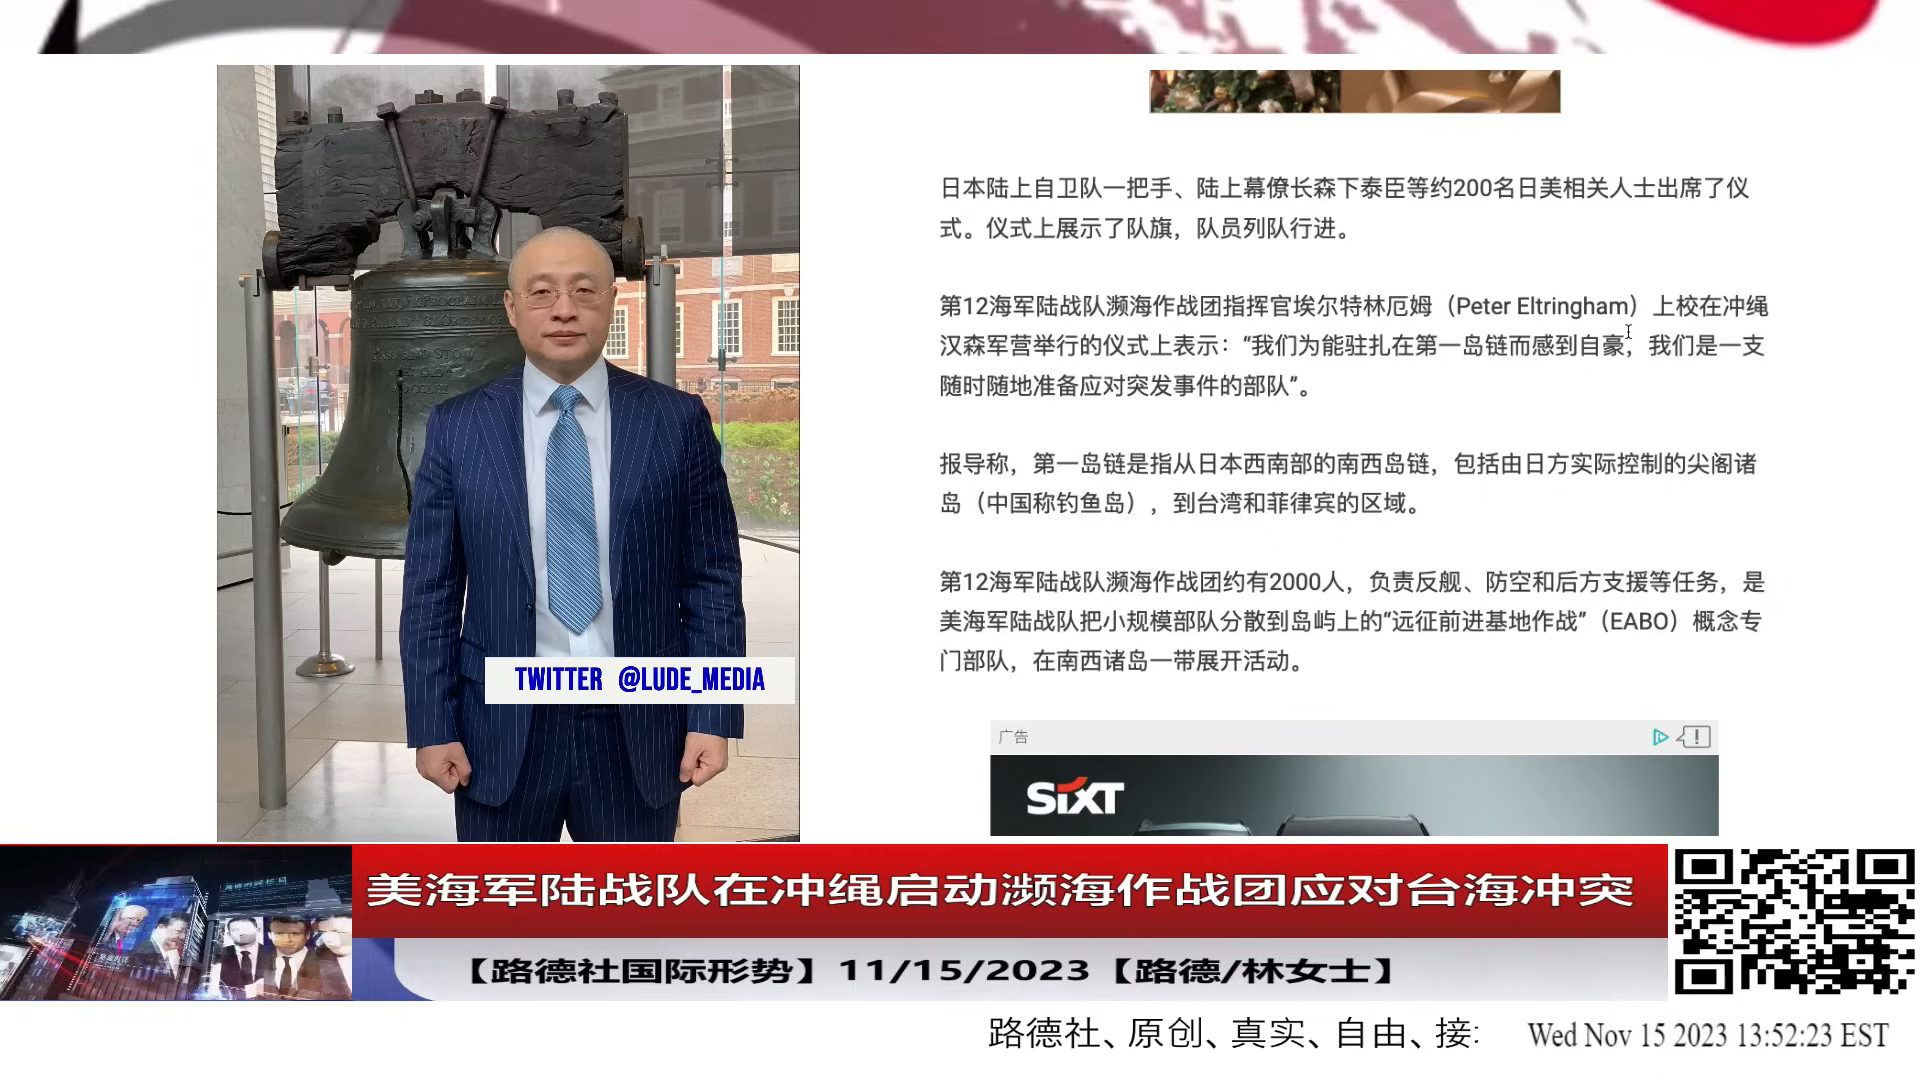 日本陆上自卫队一把手、陆上幕僚长森下泰臣等约200名日美相关人士出席了仪
式。仪式上展示了队旗，队员列队行进。
第12海军陆战队濒海作战团指挥官埃尔特林厄姆（Peter Eltringham）上校在冲绳
汉森军营举行的仪式上表示：“我们为能驻扎在第一岛链而感到自豪，我们是一支
随时随地准备应对突发事件的部队”。
报导称，第一岛链是指从日本西南部的南西岛链，包括由日方实际控制的尖阁诸
岛（中国称钓鱼岛），到台湾和菲律宾的区域。
第12海军陆战队濒海作战团约有2000人，负责反舰、防空和后方支援等任务，是
美海军陆战队把小规模部队分散到岛屿上的“远征前进基地作战”（EABO）概念专
门部队，在南西诸岛一带展开活动。
广告
SIXT
PASS AND STOW
TWITTER @LUDE_MEDIA
美海军陆战队在冲绳启动濒海作战团应对台海冲突
【路德社国际形势】11/15/2023【路德/林女士】
路德社、原创、真实、自由、接:
Wed Nov 15 2023 13:52:23 EST